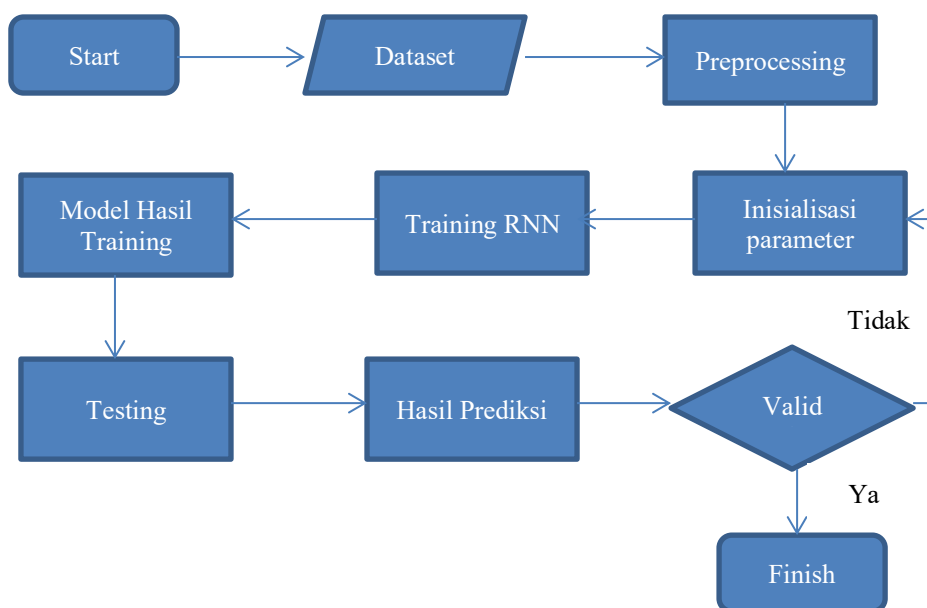 Start
Dataset
Preprocessing
Inisialisasi
parameter
Training RNN
Model Hasil
Training
Testing
Hasil Prediksi
Valid
Tidak
Ya
Finish